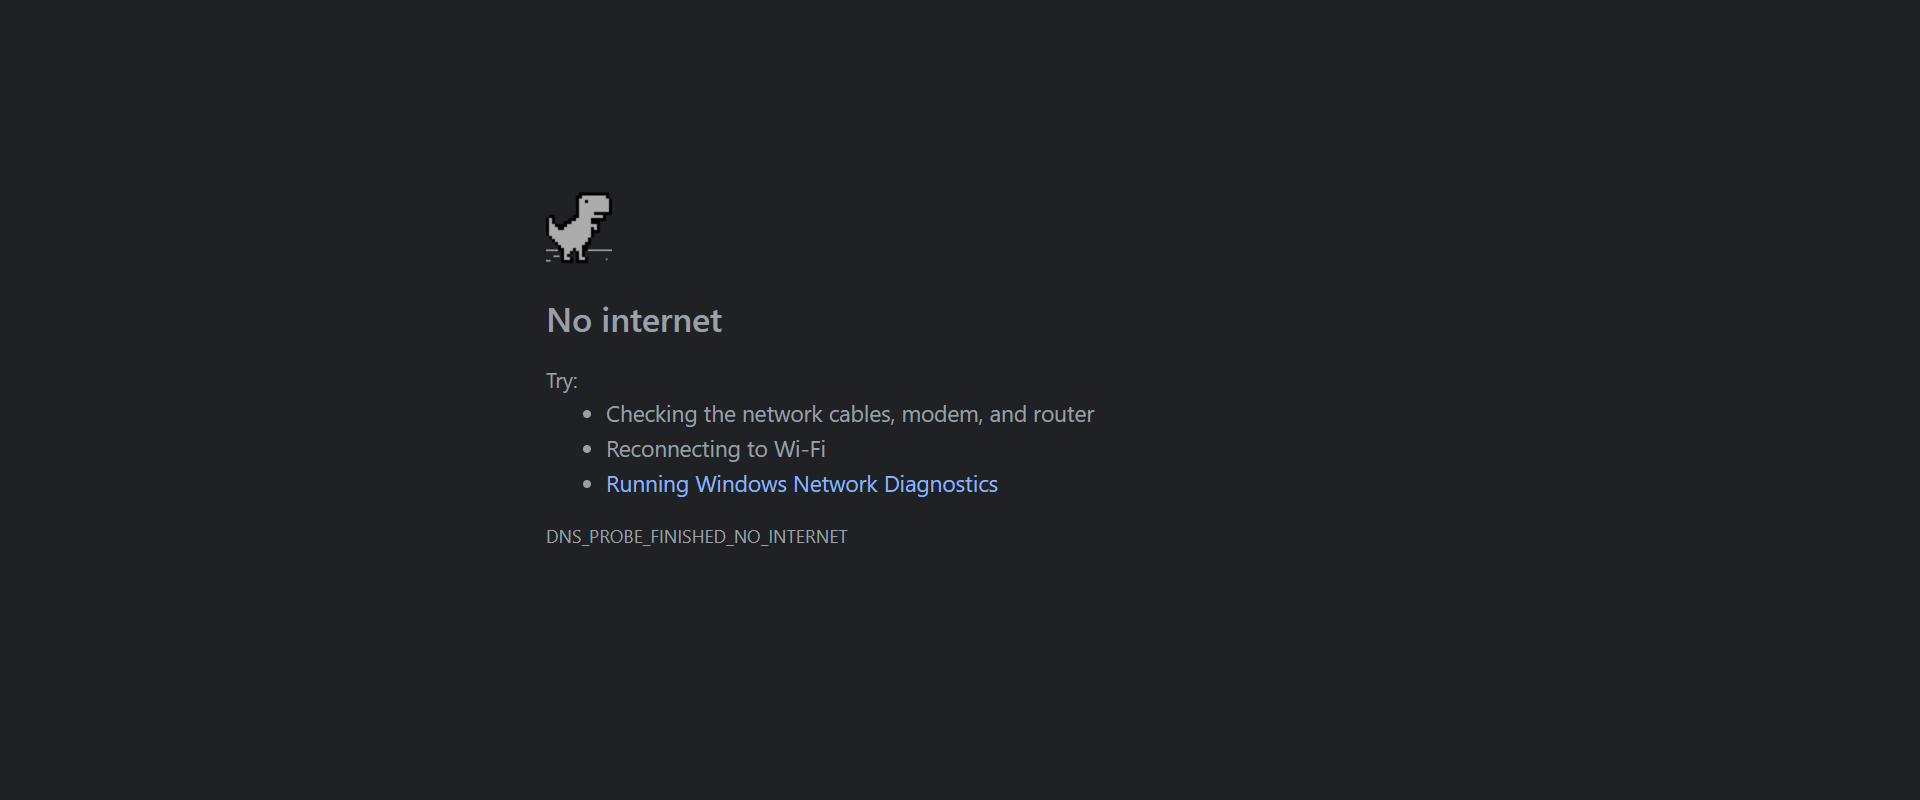 No internet
Try:
• Checking the network cables, modem, and router
• Reconnecting to Wi-Fi
• Running Windows Network Diagnostics
DNS_PROBE_FINISHED_NO_INTERNET